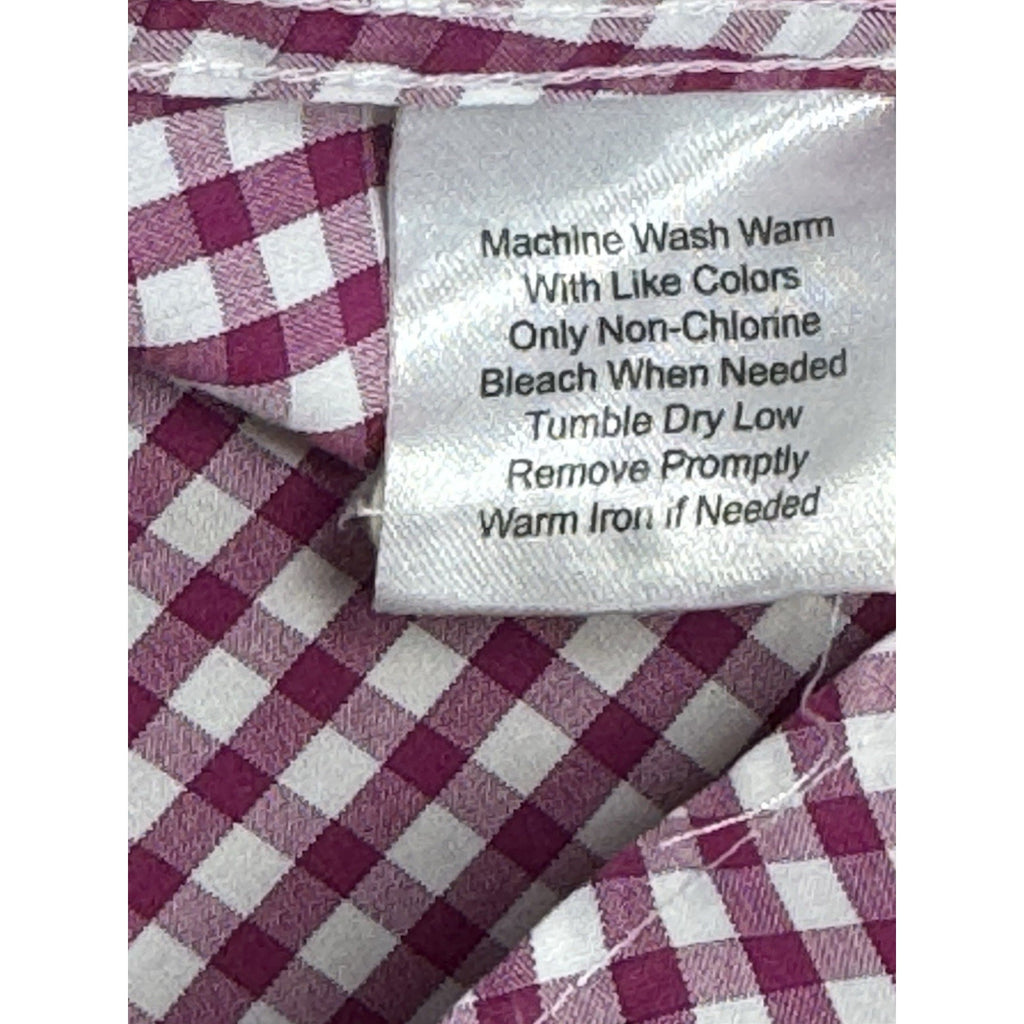 Machine Wash Warm
With Like Colors
Only Non-Chlorine
Bleach When Needed
Tumble Dry Low
Remove Promptly
Warm Iron if Needed